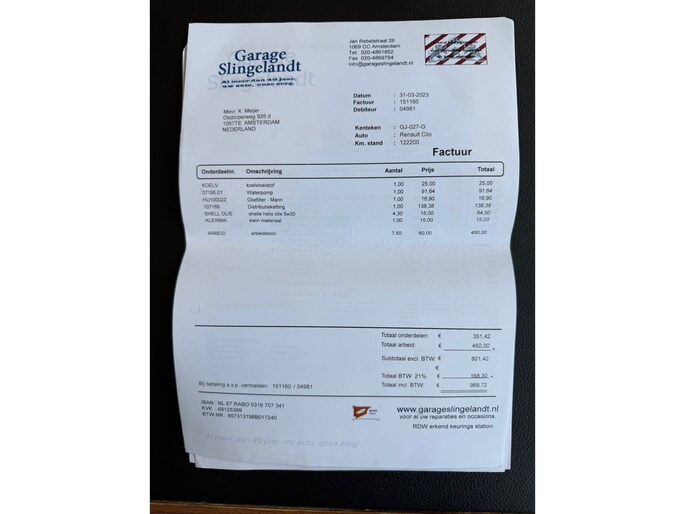 Garage
Slingelandt
Al meer dan 40 jaar,
uw auto, onze zorg.
Jan Rebelstraat 26
1069 CC Amsterdam
Tel 020-4861652
Fax 020-4869794
info@garageslingelandt.nl
Mevr. K. Meijer
Osdorperweg 926 d
1067TE AMSTERDAM
NEDERLAND
Datum : 31-03-2023
Factuur : 151160
Debiteur : 04981
Kenteken : GJ-027-G
Auto : Renault Clio
Km. stand : 122200
Factuur
Onderdeelnr. Omschrijving Aantal Prijs Totaal
KOELV koelvloeistof 1,00 25,00 25,00
37195.01 Waterpomp 1,00 91,64 91,64
Oliefilter - Mann 1,00 16,90 16,90
107166 Distributieketting 1,00 138,38 138,38
SHELL OLIE shells helix olie 5w30 4,30 15,00 64,50
KLEINMA klein materiaal 1,00 15,00 15,00
ARBEID arbeidsloon 7,50 60,00 450,00
Totaal onderdelen: € 351,42
Totaal arbeid: € 450,00 +
Subtotaal excl. BTW: € 801,42
€
Totaal BTW 21%: € 168,30 +
Totaal incl. BTW: € 969,72
Bij betaling s.v.p. vermelden: 151160 / 04981
IBAN : NL 67 RABO 0316 707 341
KVK : 69125399
BTW NR. : 857313198B017240
www.garageslingelandt.nl
voor al uw reparaties en occasions.
RDW erkend keurings station
Al meer dan 40 jaar, uw auto, onze zorg!